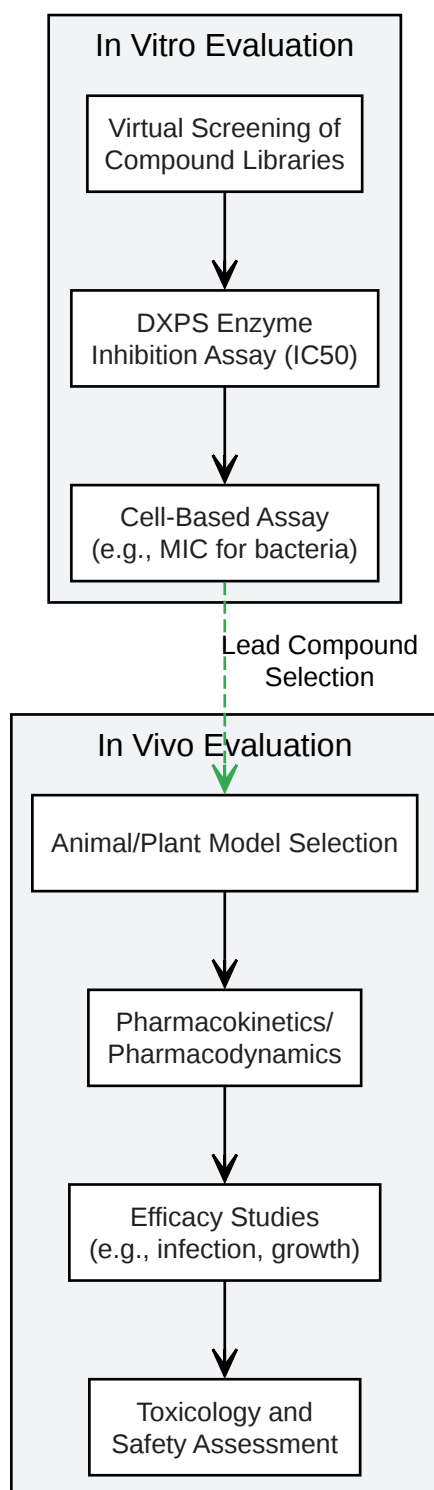 In Vitro Evaluation
Virtual Screening of
Compound Libraries
DXPS Enzyme
Inhibition Assay (IC50)
Cell-Based Assay
(e.g., MIC for bacteria)
Lead Compound
Selection
In Vivo Evaluation
Animal/Plant Model Selection
Pharmacokinetics/
Pharmacodynamics
Efficacy Studies
(e.g., infection, growth)
Toxicology and
Safety Assessment